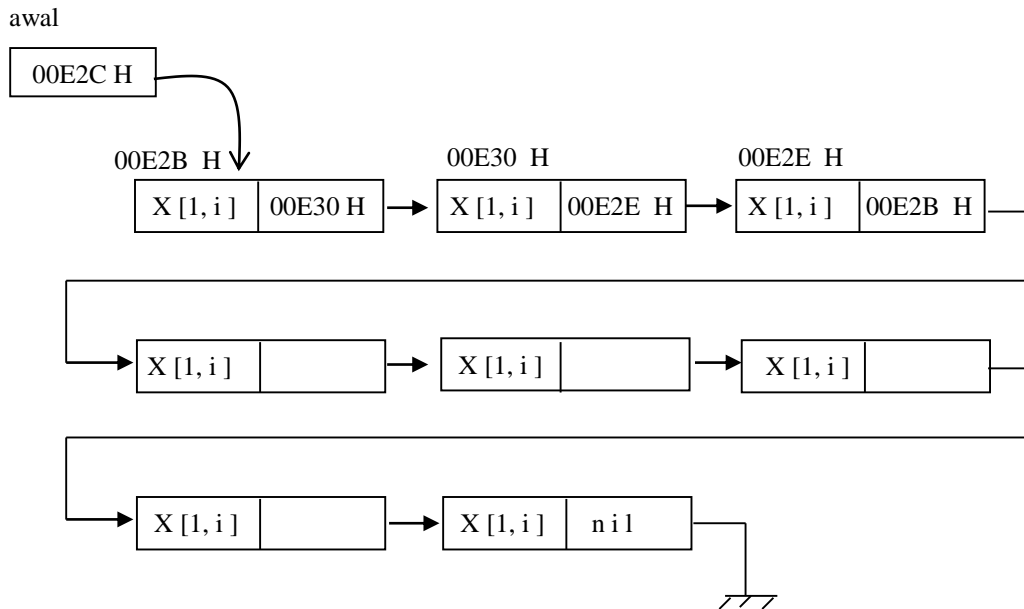 awal
00E2C H
00E2B H 00E30 H 00E2E H
X [1, i ] 00E30 H X [1, i ] 00E2E H X [1, i ] 00E2B H
X [1, i ] X [1, i ] X [1, i ]
X [1, i ] X [1, i ] n i l